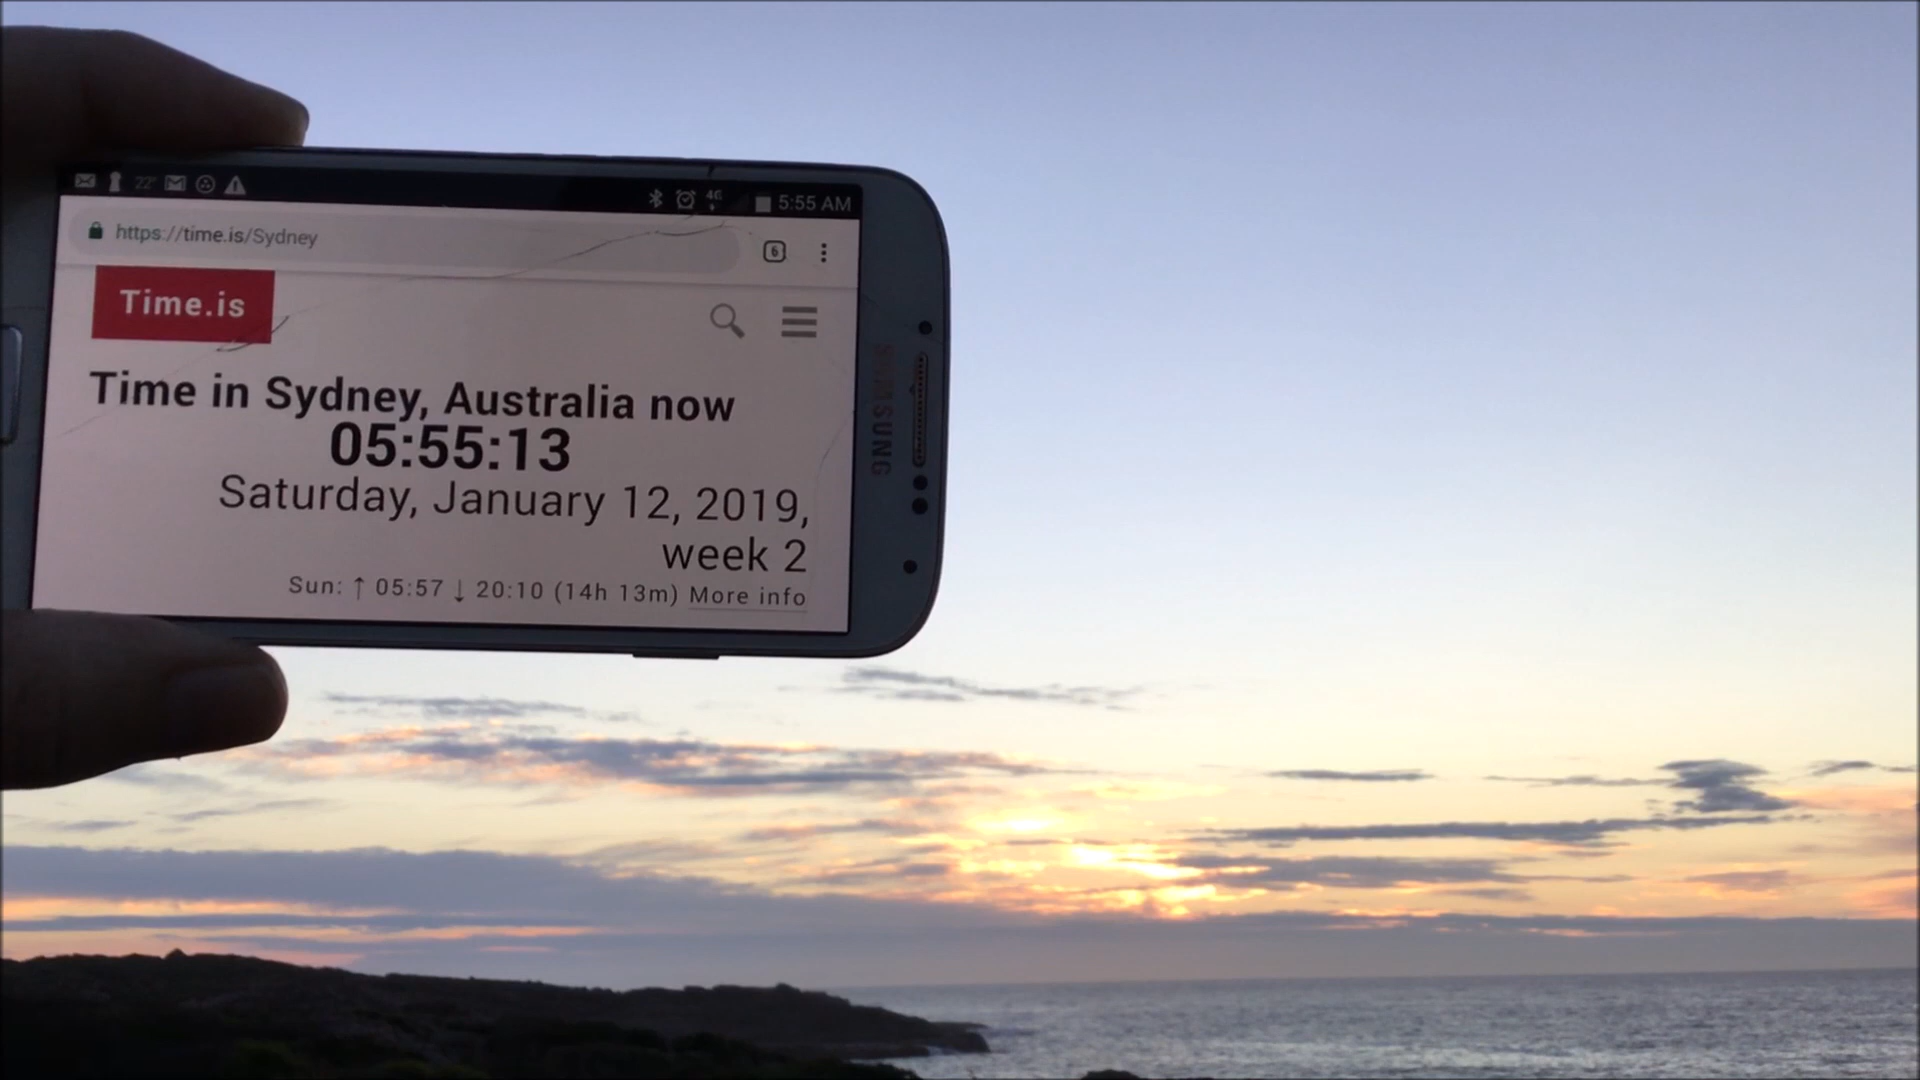 22° 4G 5:55 AM
https://time.is/Sydney 6
Time.is
Time in Sydney, Australia now
05:55:13
Saturday, January 12, 2019,
week 2
Sun: ↑ 05:57 ↓ 20:10 (14h 13m) More info
SAMSUNG